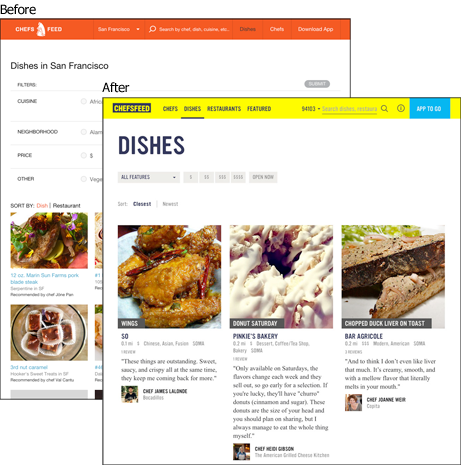 Before
CHEFS FEED
San Francisco
Search by chef, dish, cuisine, etc...
Dishes
Chefs
Download App
Dishes in San Francisco
FILTERS:
SUBMIT
CUISINE
NEIGHBORHOOD
PRICE
$
OTHER
SORT BY: Dish | Restaurant
12 oz. Marin Sun Farms pork
blade steak
Serpentine in SF
Recommended by chef
3rd nut caramel
Hooker's Sweet Treats in SF
Recommended by chef Val Cantu
After
CHEFSFEED
CHEFS
DISHES
RESTAURANTS
FEATURED
94103
Search dishes, restaura
APP TO GO
DISHES
ALL FEATURES
$
$$
$$$
$$$$
OPEN NOW
Sort:
Closest
Newest
WINGS
SO
0.1 mi $ Chinese, Asian, Fusion SOMA
1 REVIEW
"These things are outstanding. Sweet,
saucy, and crispy all at the same time,
they keep me coming back for more."
CHEF JAMES LALONDE
Bocadillos
DONUT SATURDAY
PINKIE'S BAKERY
0.2 mi $ Dessert, Coffee/Tea Shop,
Bakery SOMA
1 REVIEW
"Only available on Saturdays, the
flavors change each week and they
sell out, so go early for a selection. If
you're lucky, they'll have "churro"
donuts (cinnamon and sugar). These
donuts are the size of your head and
you should plan on sharing, but I
always manage to eat the whole thing
myself."
CHEF HEIDI GIBSON
The American Grilled Cheese Kitchen
CHOPPED DUCK LIVER ON TOAST
BAR AGRICOLE
0.2 mi $$$ Modern, American SOMA
3 REVIEWS
"And to think I don't even like liver
that much. It's creamy, and smooth,
and with a mellow flavor that literally
melts in your mouth."
CHEF JOANNE WEIR
Copita